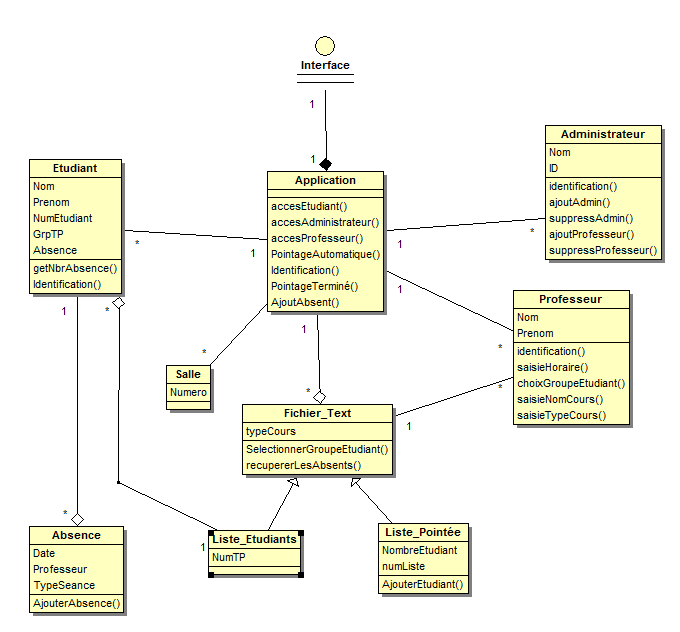 Interface
1
1
Administrateur
Nom
ID
identification()
ajoutAdmin()
suppressAdmin()
ajoutProfesseur()
suppressProfesseur()
Etudiant
Nom
Prenom
NumEtudiant
GrpTP
Absence
getNbrAbsence()
Identification()
Application
accesEtudiant()
accesAdministrateur()
accesProfesseur()
PointageAutomatique()
Identification()
PointageTerminé()
AjoutAbsent()
*
1
1
*
1
*
Professeur
Nom
Prenom
identification()
saisieHoraire()
choixGroupeEtudiant()
saisieNomCours()
saisieTypeCours()
1
*
1
*
Salle
Numero
*
*
1
Fichier_Text
typeCours
SelectionnerGroupeEtudiant()
recupererLesAbsents()
*
Absence
Date
Professeur
TypeSeance
AjouterAbsence()
1
Liste_Etudiants
NumTP
Liste_Pointée
NombreEtudiant
numListe
AjouterEtudiant()